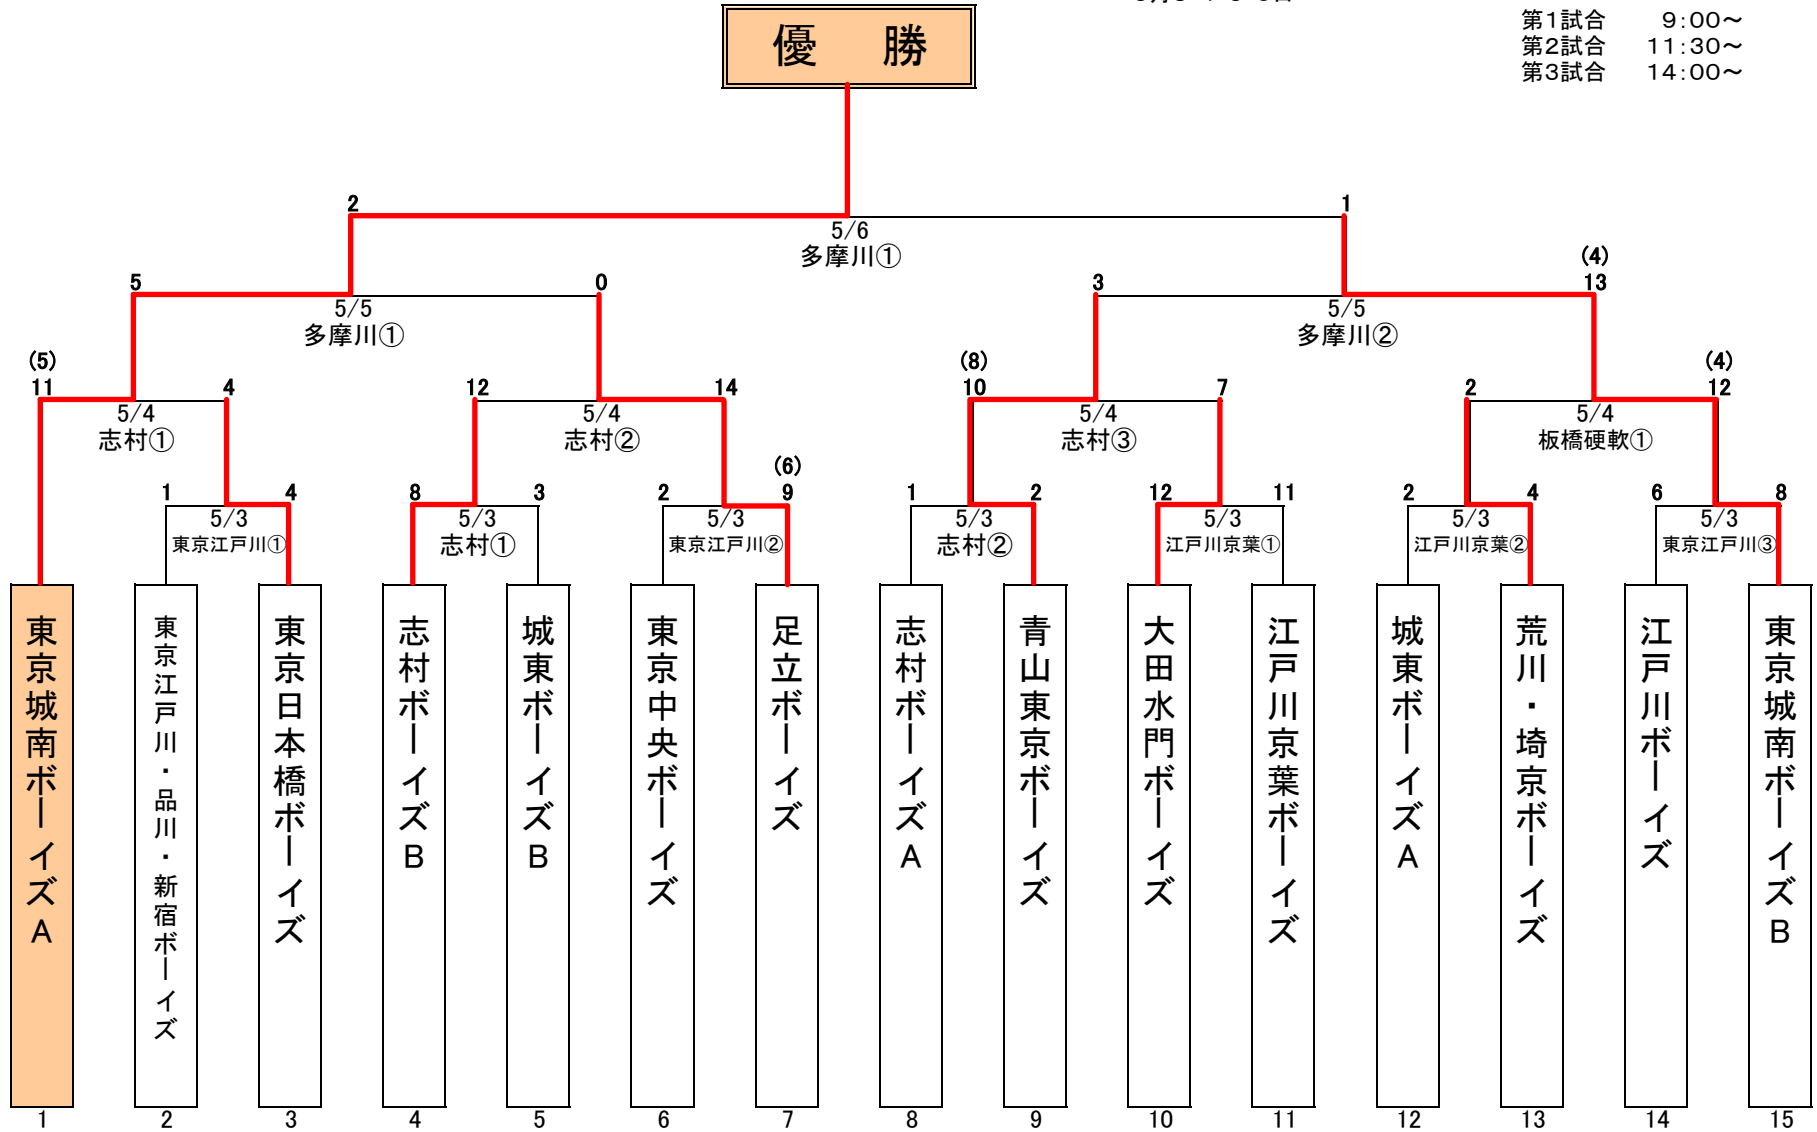 優 勝
第1試合 9:00～
第2試合 11:30～
第3試合 14:00～
2 1
5/6
多摩川①
(4)
5 0 3 13
5/5 5/5
多摩川① 多摩川②
(5) (8) (4)
11 4 12 14 10 7 2 12
5/4 5/4 5/4 5/4
志村① 志村② 志村③ 板橋硬軟①
(6)
1 4 8 3 2 9 1 2 12 11 2 4 6 8
5/3 5/3 5/3 5/3 5/3 5/3 5/3
東京江戸川① 志村① 東京江戸川② 志村② 江戸川京葉① 江戸川京葉② 東京江戸川③
東京城南ボーイズA
東京江戸川・品川・新宿ボーイズ
東京日本橋ボーイズ
志村ボーイズB
城東ボーイズB
東京中央ボーイズ
足立ボーイズ
志村ボーイズA
青山東京ボーイズ
大田水門ボーイズ
江戸川京葉ボーイズ
城東ボーイズA
荒川・埼京ボーイズ
江戸川ボーイズ
東京城南ボーイズB
1 2 3 4 5 6 7 8 9 10 11 12 13 14 15